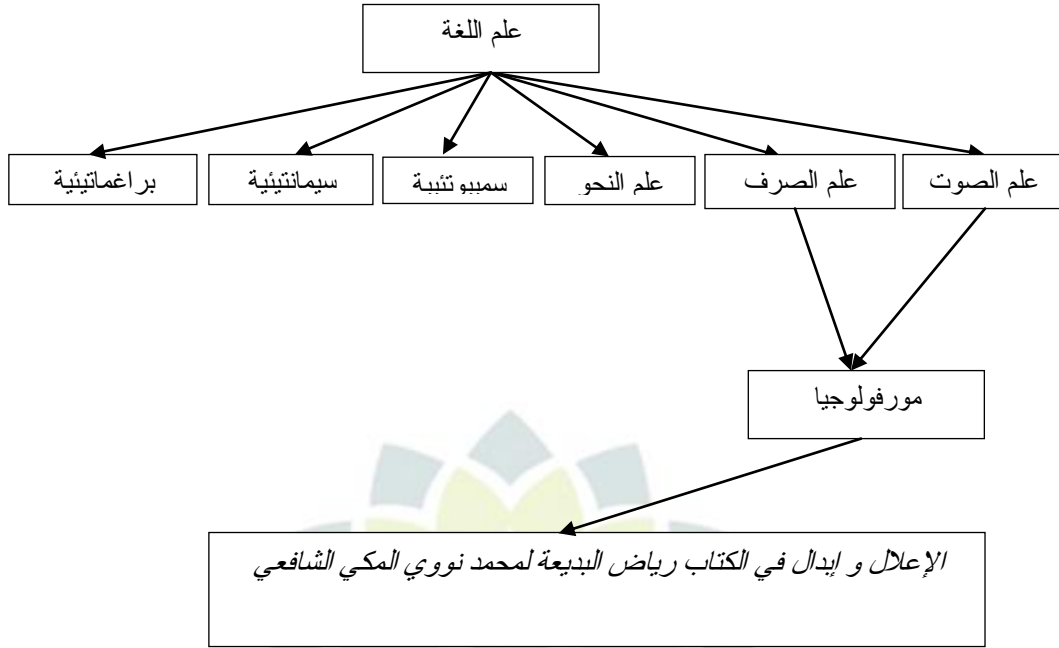 علم اللغة
علم الصوت
علم الصرف
علم النحو
سميوتئيية
سيمانتيئية
براغماتيئية
مورفولوجيا
الإعلال و إبدال في الكتاب رياض البديعة لمحمد نووي المكي الشافعي